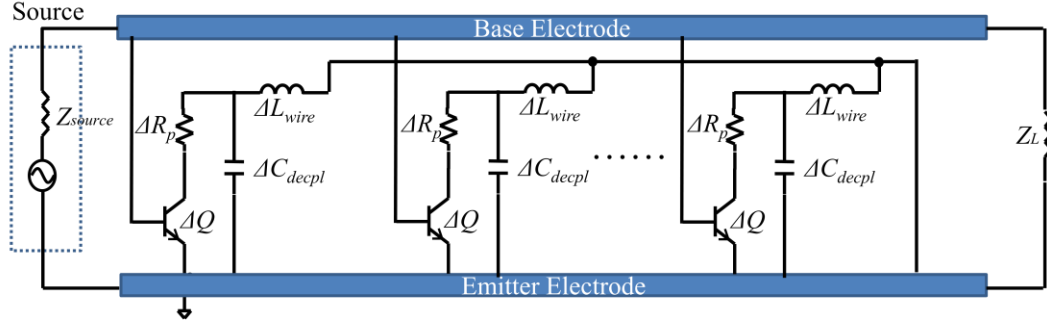 Source
Base Electrode
ΔL_wire
ΔL_wire
ΔL_wire
Z_source
ΔR_p
ΔR_p
ΔR_p
Z_L
ΔC_decpl
ΔC_decpl
ΔC_decpl
ΔQ
ΔQ
ΔQ
Emitter Electrode